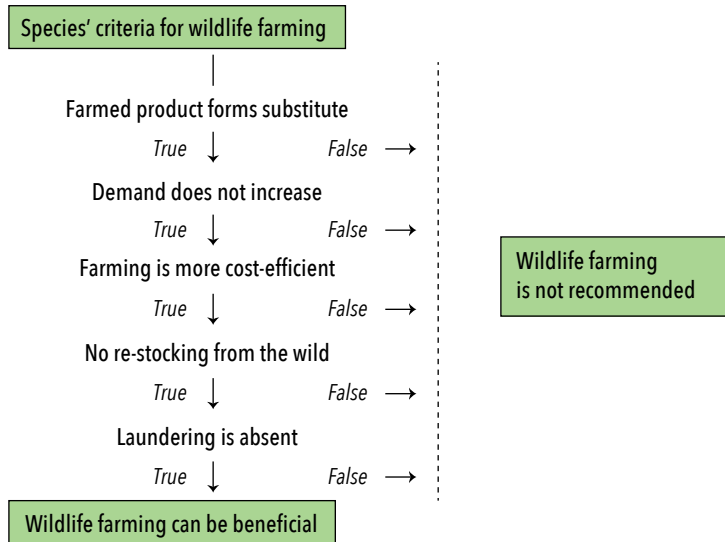 Species’ criteria for wildlife farming
Farmed product forms substitute
True False
Demand does not increase
True False
Farming is more cost-efficient
True False
No re-stocking from the wild
True False
Laundering is absent
True False
Wildlife farming can be beneficial
Wildlife farming
is not recommended